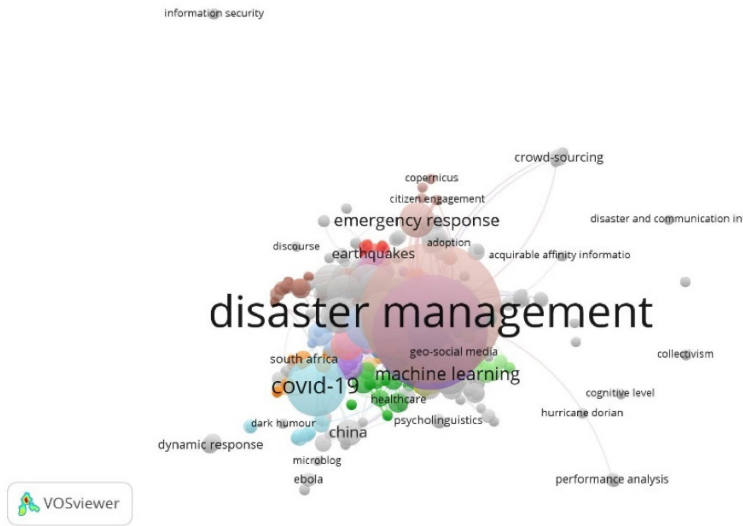 information security
crowd-sourcing
copernicus
citizen engagement
emergency response
disaster and communication in
discourse
adoption
earthquakes
acquirable affinity informatio
disaster management
geo-social media
south africa
collectivism
machine learning
covid-19
healthcare
cognitive level
hurricane dorian
dark humour
psycholinguistics
china
dynamic response
microblog
ebola
performance analysis
VOSviewer